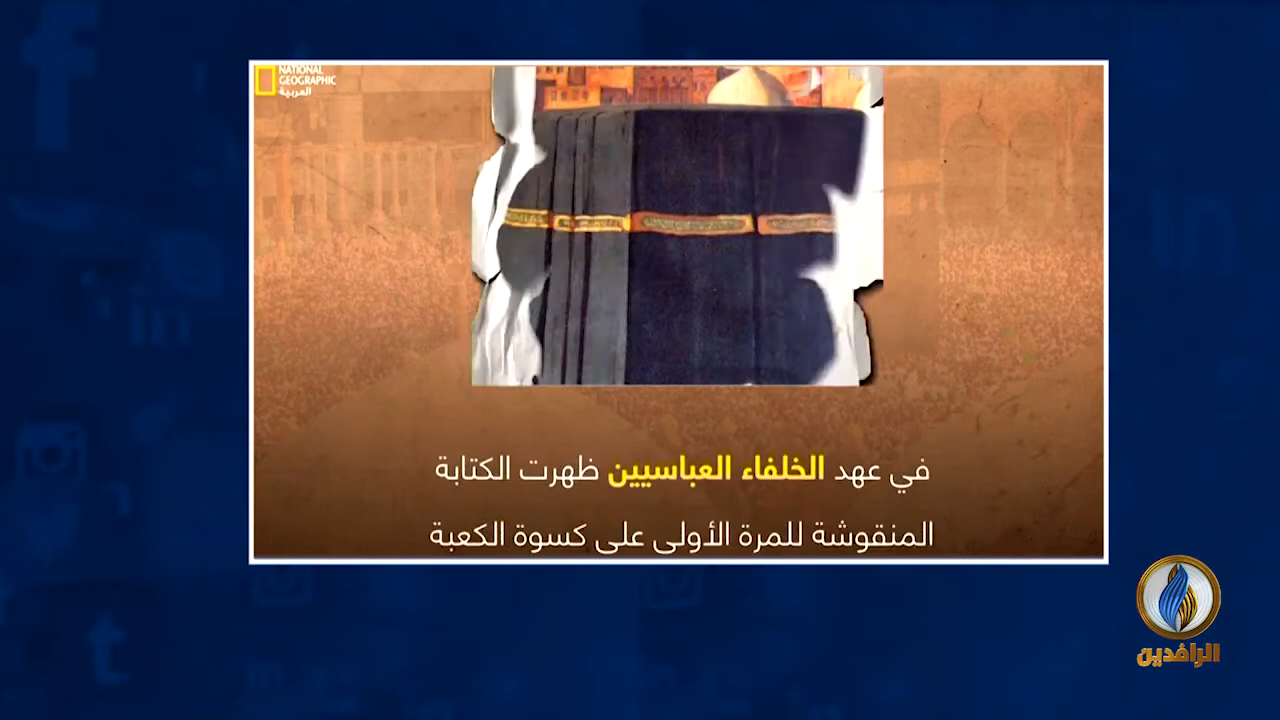 NATIONAL
GEOGRAPHIC
العربية
في عهد الخلفاء العباسيين ظهرت الكتابة
المنقوشة للمرة الأولى على كسوة الكعبة
الرافدين